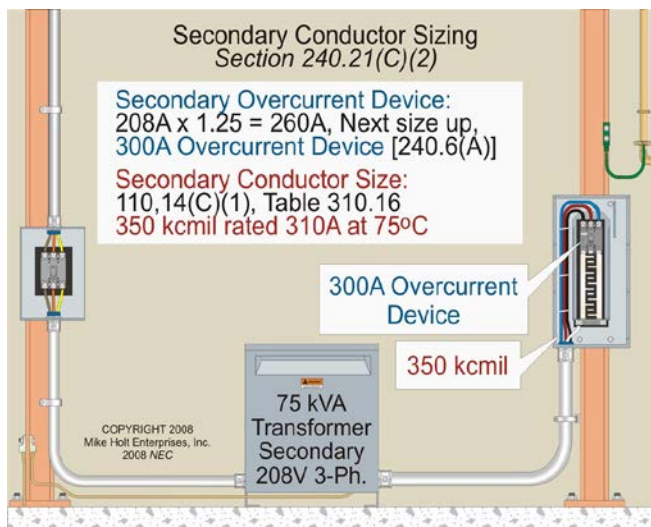 Secondary Conductor Sizing
Section 240.21(C)(2)
Secondary Overcurrent Device:
208A x 1.25 = 260A, Next size up,
300A Overcurrent Device [240.6(A)]
Secondary Conductor Size:
110,14(C)(1), Table 310.16
350 kcmil rated 310A at 75ºC
300A Overcurrent
Device
350 kcmil
75 kVA
Transformer
Secondary
208V 3-Ph.
COPYRIGHT 2008
Mike Holt Enterprises, Inc.
2008 NEC